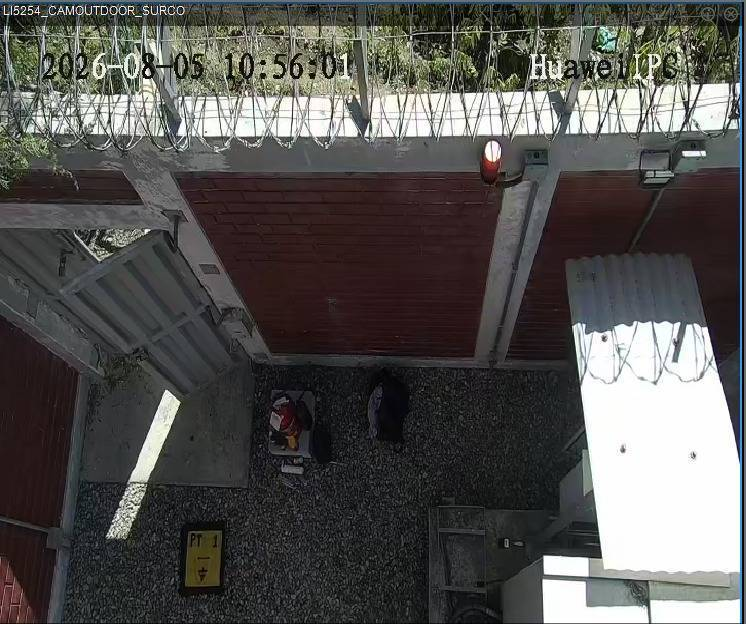 LI5254_CAMOUTDOOR_SURCO
2026-08-05 10:56:01
HuaweiIPC
PT 1